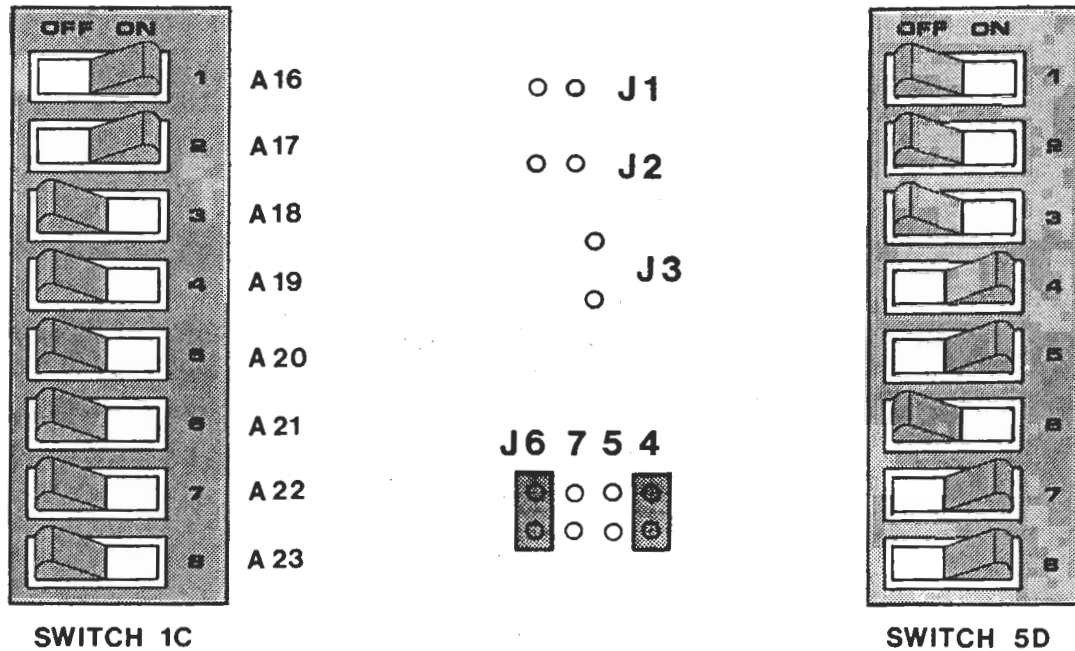 OFF ON
1 A16
2 A17
3 A18
4 A19
5 A20
6 A21
7 A22
8 A23
SWITCH 1C
J1
J2
J3
J6 7 5 4
OFF ON
1
2
3
4
5
6
7
8
SWITCH 5D